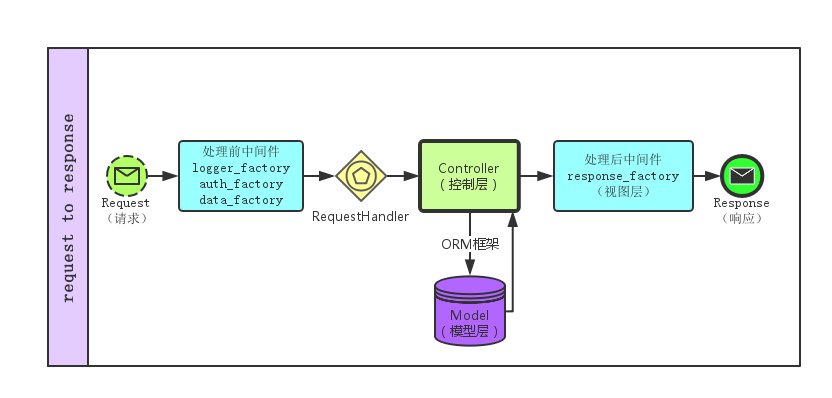 request to response
Request
（请求）
处理前中间件
logger_factory
auth_factory
data_factory
RequestHandler
Controller
（控制层）
ORM框架
Model
（模型层）
处理后中间件
response_factory
（视图层）
Response
（响应）